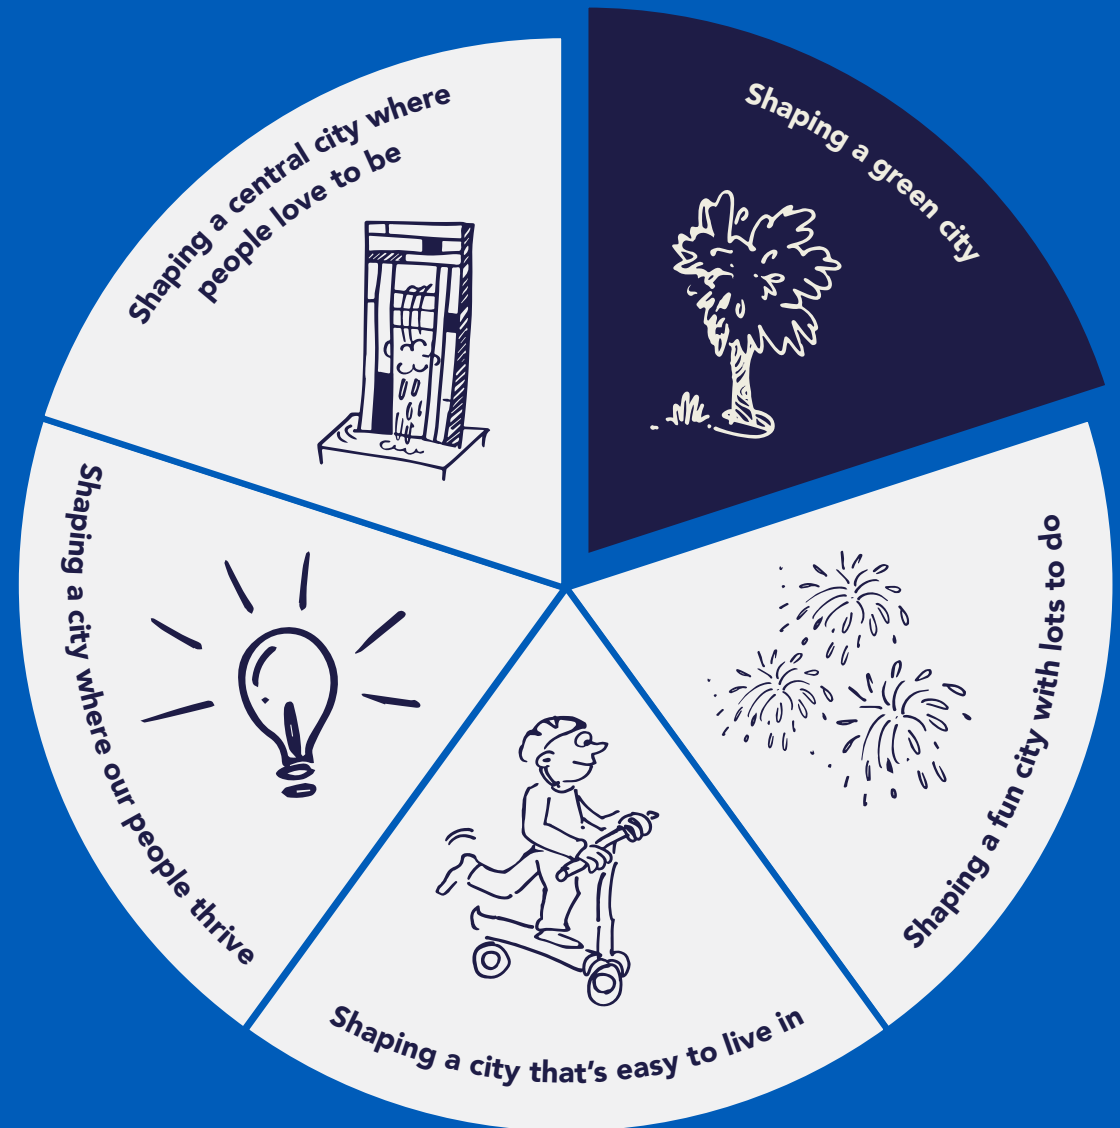 Shaping a central city where
people love to be
Shaping a green city
Shaping a fun city with lots to do
Shaping a city that's easy to live in
Shaping a city where our people thrive